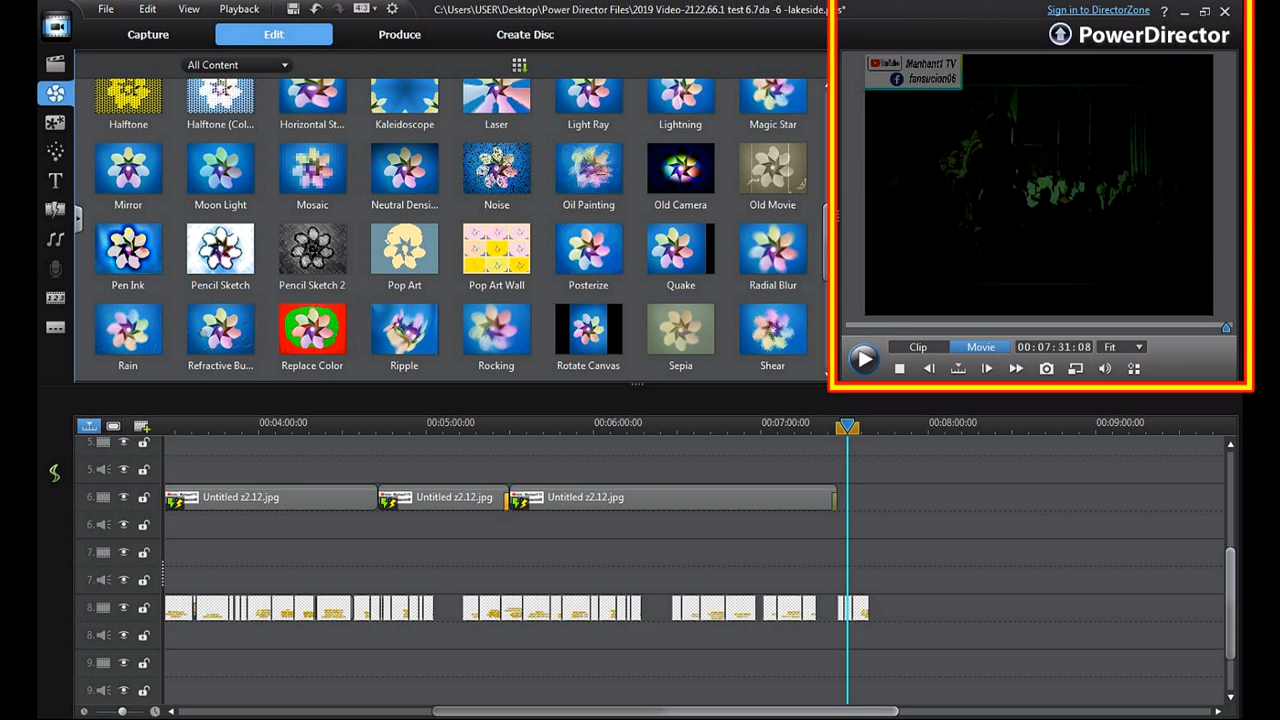 File Edit View Playback 4:3 C:\Users\USER\Desktop\Power Director Files\2019 Video-2122.66.1 test 6.7da -6 -lakeside.p
Sign in to DirectorZone ?
Capture Edit Produce Create Disc
PowerDirector
All Content
YouTube Manhant1 TV
fansucion06
Halftone Halftone (Col... Horizontal St... Kaleidoscope Laser Light Ray Lightning Magic Star
Mirror Moon Light Mosaic Neutral Densi... Noise Oil Painting Old Camera Old Movie
Pen Ink Pencil Sketch Pencil Sketch 2 Pop Art Pop Art Wall Posterize Quake Radial Blur
Rain Refractive Bu... Replace Color Ripple Rocking Rotate Canvas Sepia Shear
Clip Movie 00:07:31:08 Fit
00:04:00:00 00:05:00:00 00:06:00:00 00:07:00:00 00:08:00:00 00:09:00:00
5.
5.
6. Untitled z2.12.jpg Untitled z2.12.jpg Untitled z2.12.jpg
6.
7.
7.
8.
8.
9.
9.